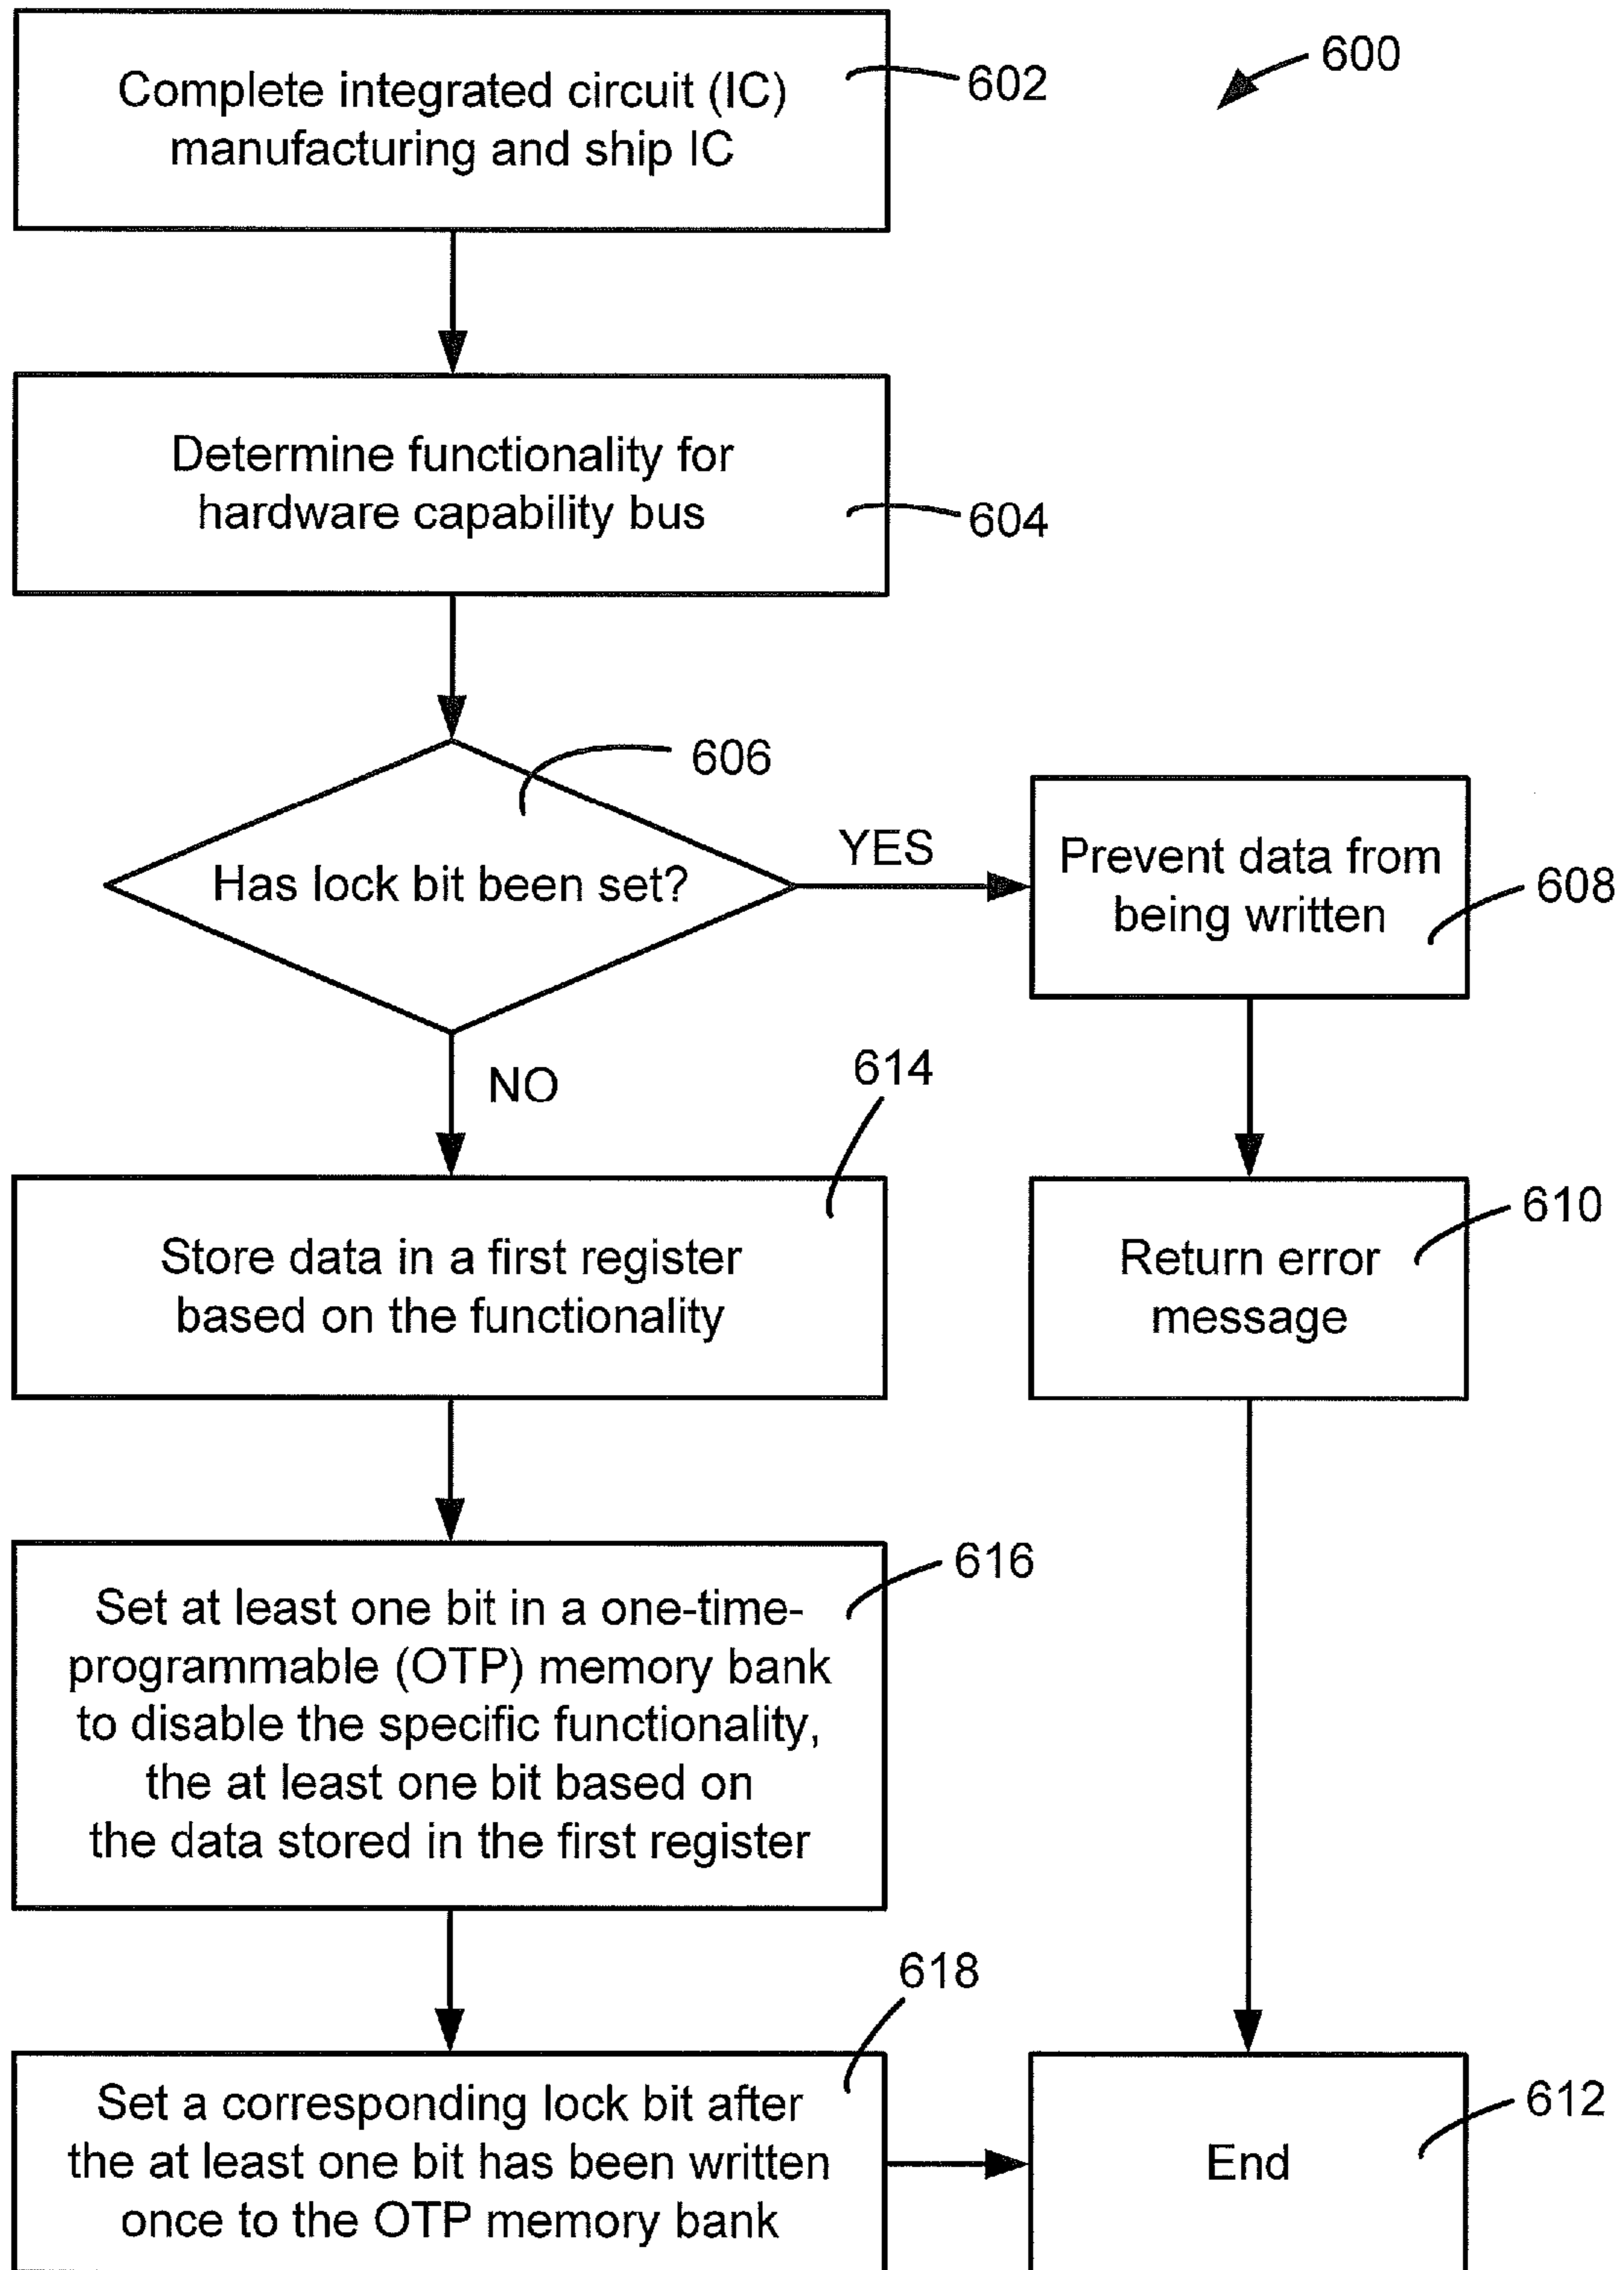 600
Complete integrated circuit (IC)
manufacturing and ship IC
602
Determine functionality for
hardware capability bus
604
606
Has lock bit been set?
YES
Prevent data from
being written
608
NO
614
Store data in a first register
based on the functionality
Return error
message
610
Set at least one bit in a one-time-
programmable (OTP) memory bank
to disable the specific functionality,
the at least one bit based on
the data stored in the first register
616
618
Set a corresponding lock bit after
the at least one bit has been written
once to the OTP memory bank
End
612